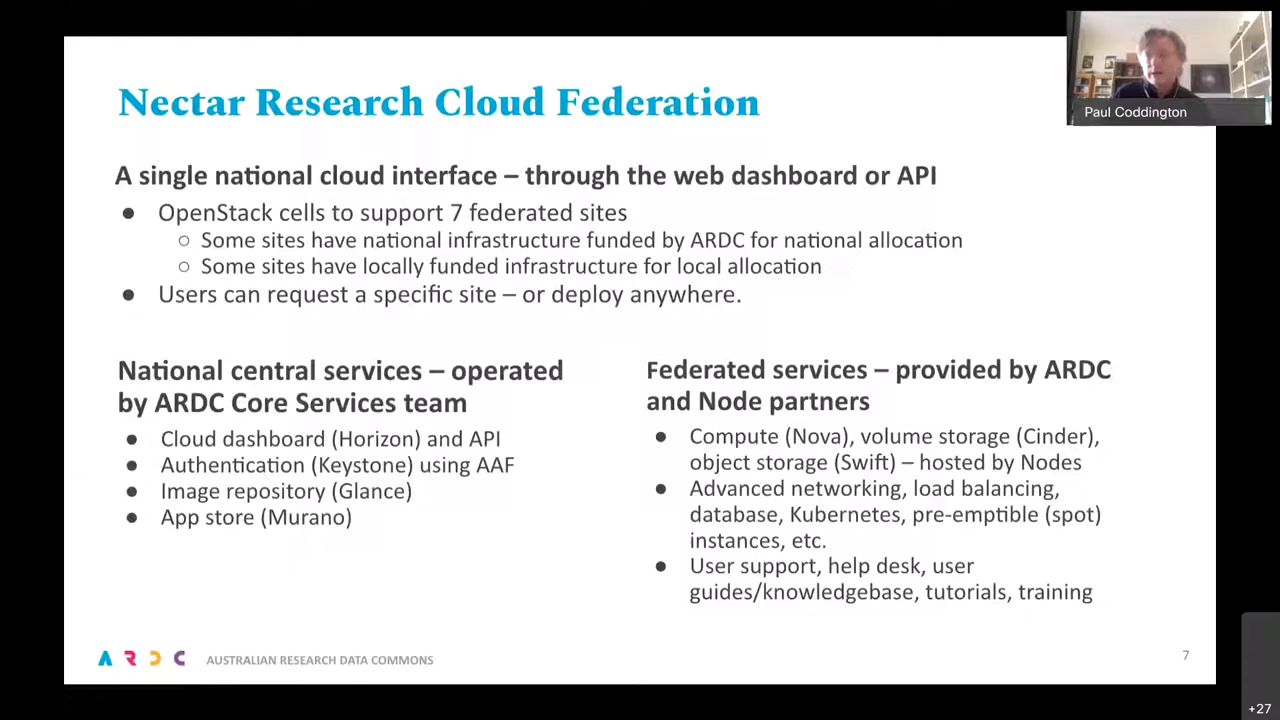 Nectar Research Cloud Federation
Paul Coddington
A single national cloud interface – through the web dashboard or API
● OpenStack cells to support 7 federated sites
○ Some sites have national infrastructure funded by ARDC for national allocation
○ Some sites have locally funded infrastructure for local allocation
● Users can request a specific site – or deploy anywhere.
National central services – operated
by ARDC Core Services team
● Cloud dashboard (Horizon) and API
● Authentication (Keystone) using AAF
● Image repository (Glance)
● App store (Murano)
Federated services – provided by ARDC
and Node partners
● Compute (Nova), volume storage (Cinder),
object storage (Swift) – hosted by Nodes
● Advanced networking, load balancing,
database, Kubernetes, pre-emptible (spot)
instances, etc.
● User support, help desk, user
guides/knowledgebase, tutorials, training
ARDC AUSTRALIAN RESEARCH DATA COMMONS
7
+27